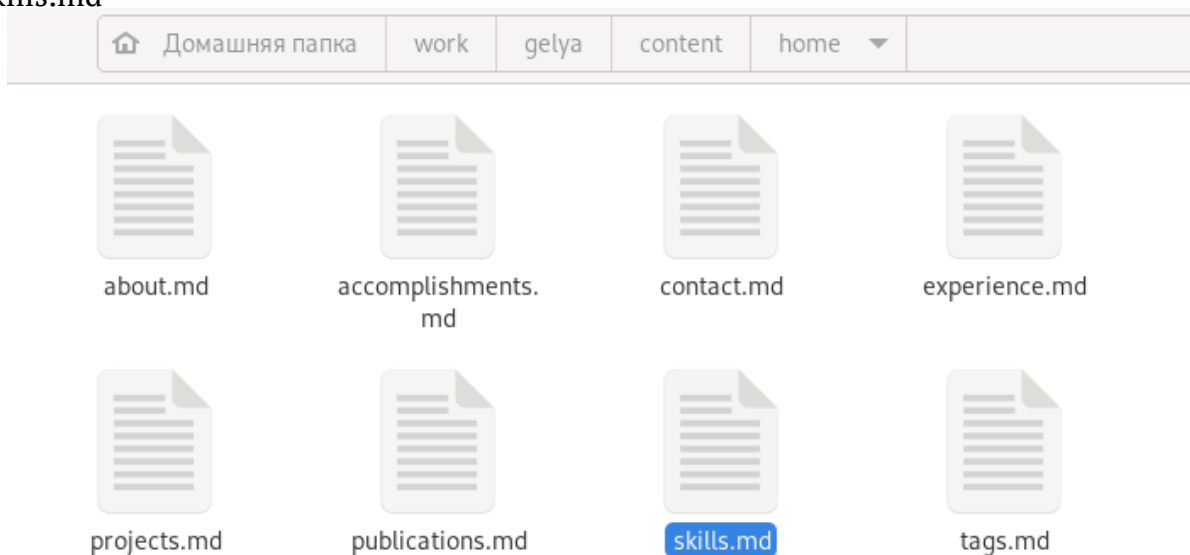 Домашняя папка work gelya content home
about.md accomplishments. contact.md experience.md
md
projects.md publications.md skills.md tags.md